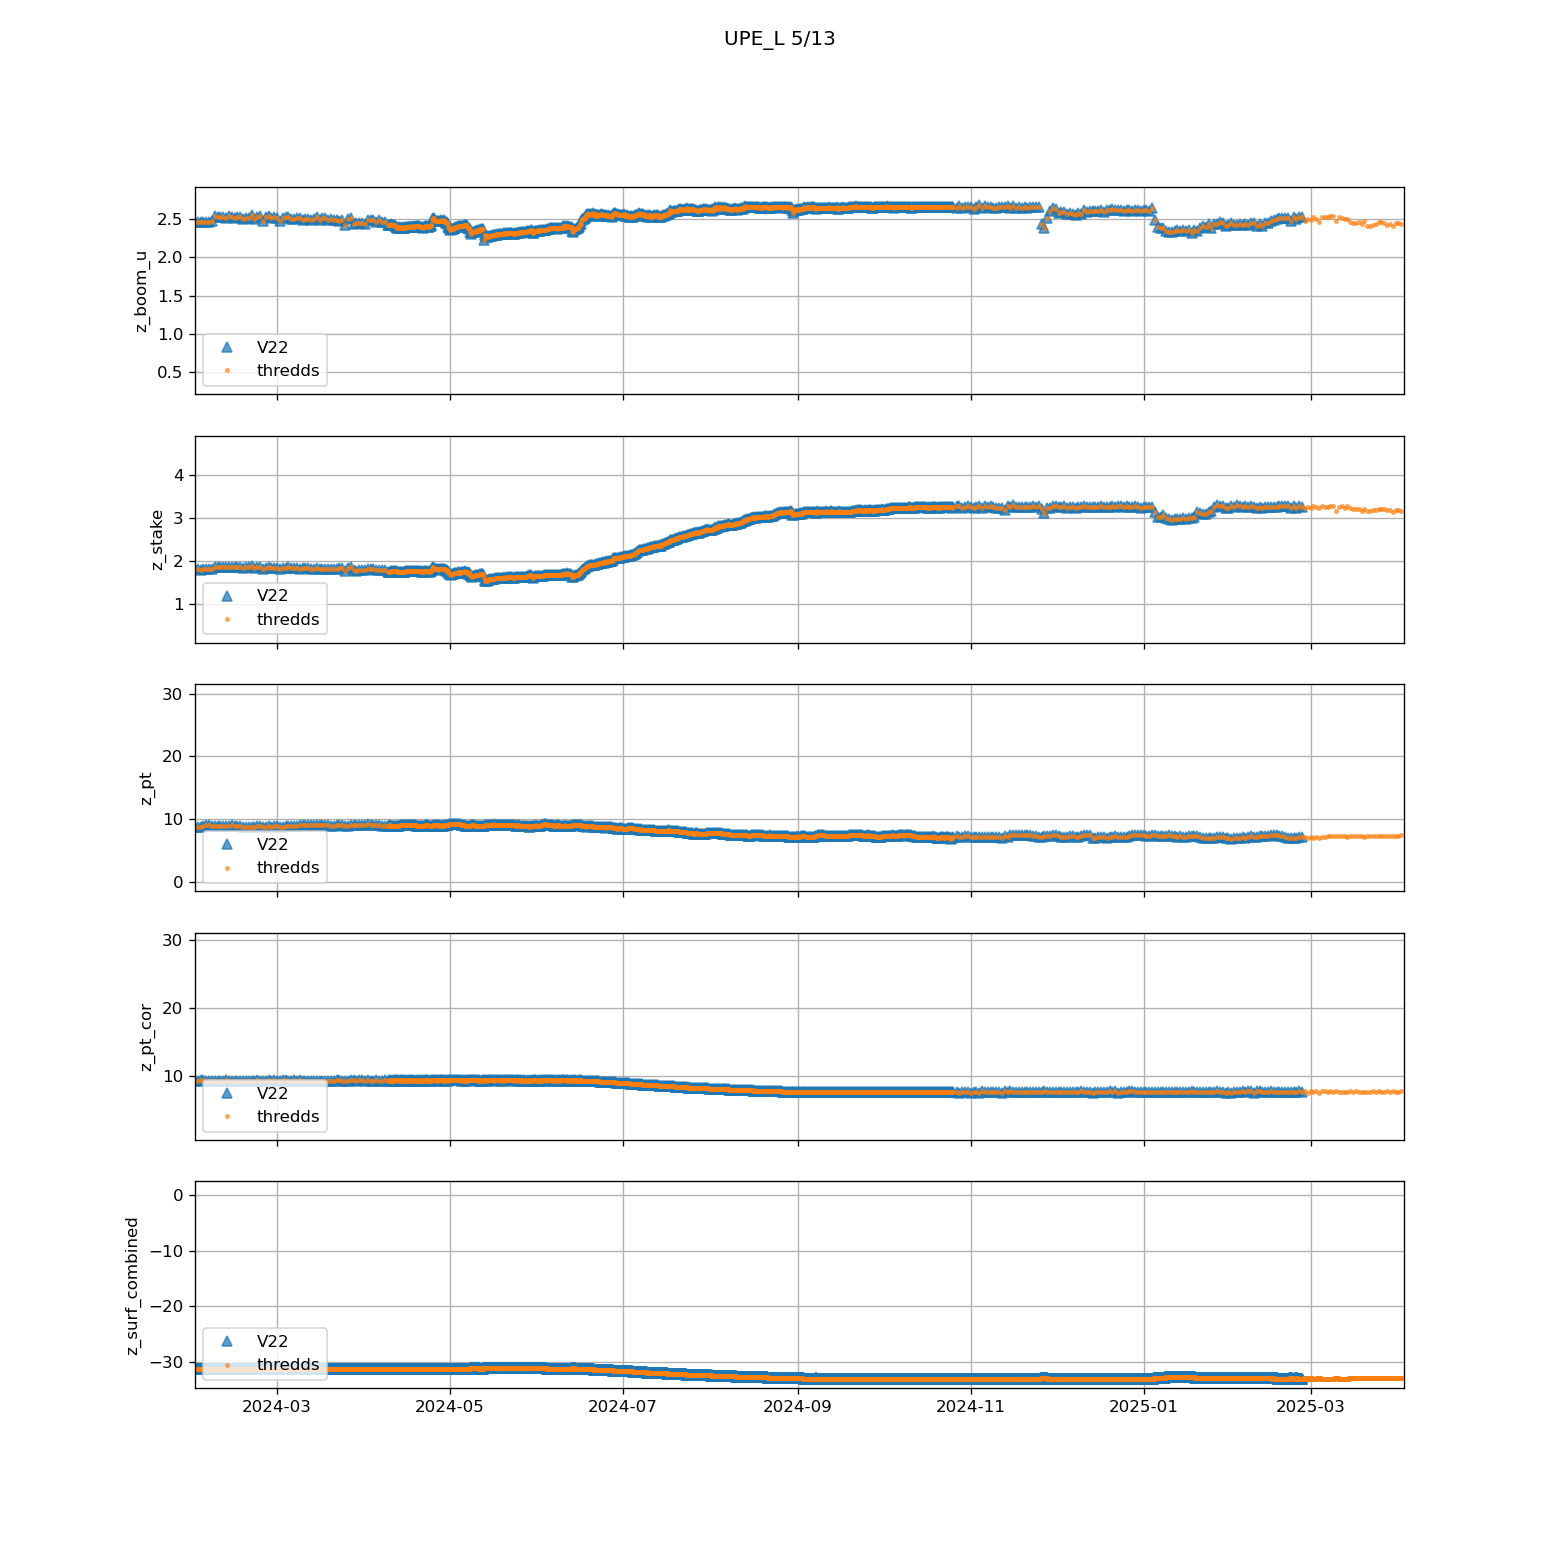 UPE_L 5/13
z_boom_u
2.5
2.0
1.5
1.0
0.5
V22
thredds
z_stake
4
3
2
1
V22
thredds
z_pt
30
20
10
0
V22
thredds
z_pt_cor
30
20
10
V22
thredds
z_surf_combined
0
−10
−20
−30
V22
thredds
2024-03 2024-05 2024-07 2024-09 2024-11 2025-01 2025-03